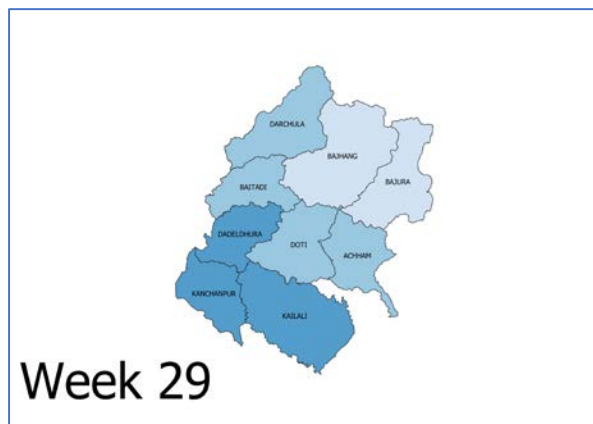 DARCHULA
BAJHANG
BAJURA
BAITADI
DADELDHURA
DOTI
ACHHAM
KANCHANPUR
KAILALI
Week 29